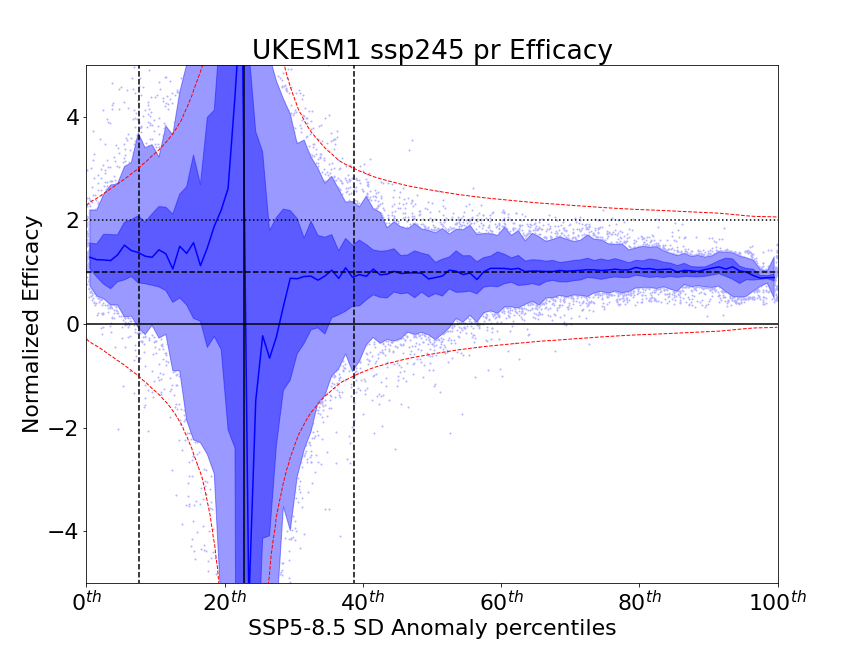 UKESM1 ssp245 pr Efficacy
Normalized Efficacy
4
2
0
−2
−4
0th 20th 40th 60th 80th 100th
SSP5-8.5 SD Anomaly percentiles